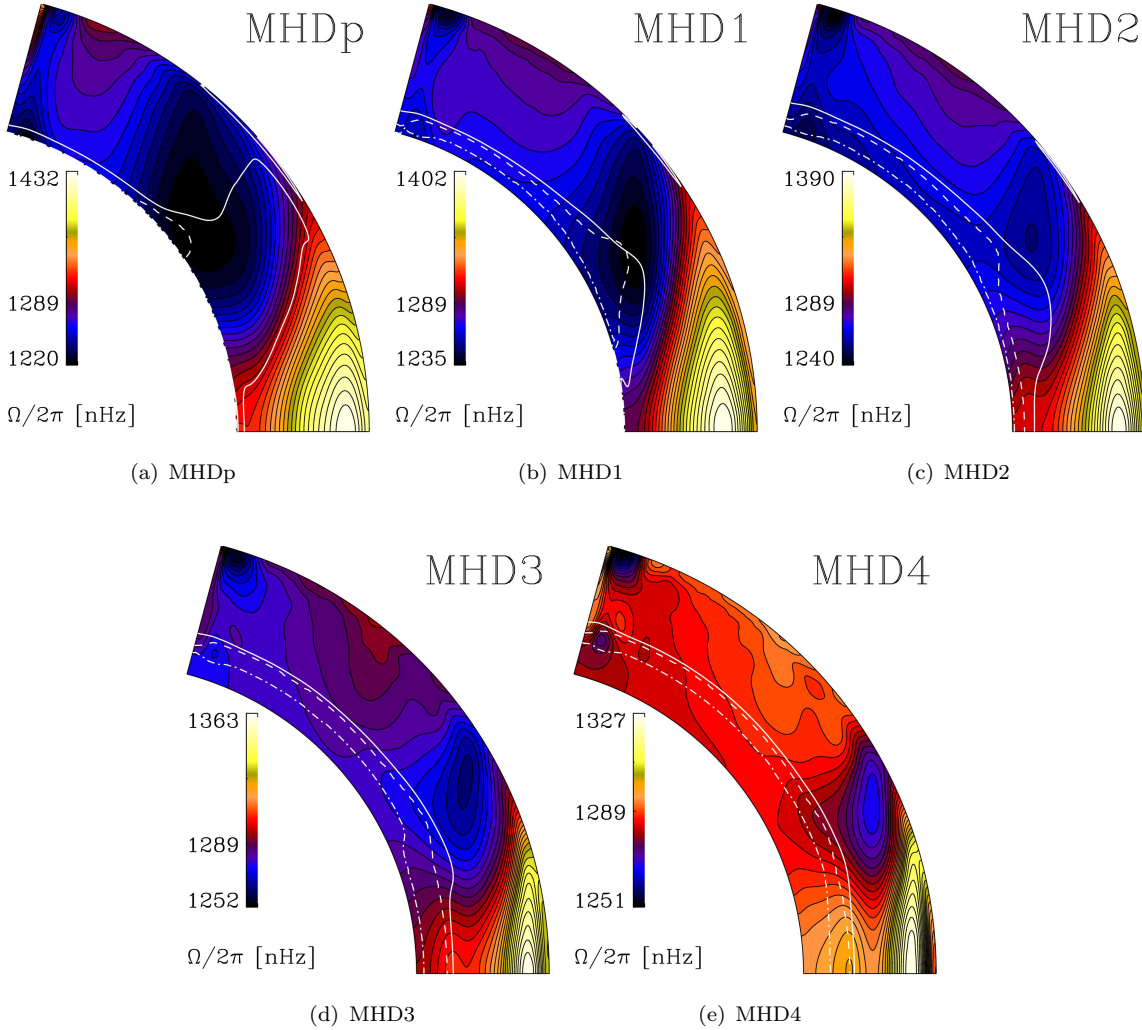 MHDp
MHD1
MHD2
1432
1289
1220
Ω/2π [nHz]
1402
1289
1235
Ω/2π [nHz]
1390
1289
1240
Ω/2π [nHz]
(a) MHDp
(b) MHD1
(c) MHD2
MHD3
MHD4
1363
1289
1252
Ω/2π [nHz]
1327
1289
1251
Ω/2π [nHz]
(d) MHD3
(e) MHD4